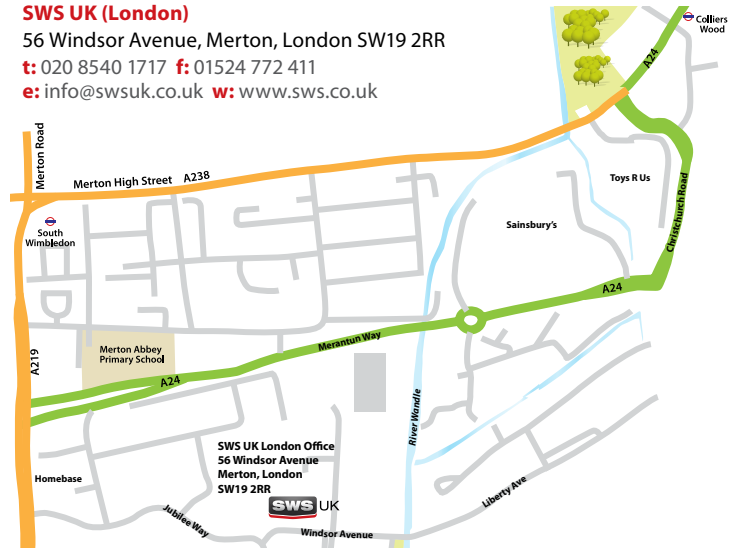 SWS UK (London)
56 Windsor Avenue, Merton, London SW19 2RR
t: 020 8540 1717 f: 01524 772 411
e: info@swsuk.co.uk w: www.sws.co.uk
Colliers
Wood
A24
Merton Road
Merton High Street A238
Toys R Us
Christchurch Road
South
Wimbledon
Sainsbury's
A24
Merantun Way
A219
Merton Abbey
Primary School
A24
River Wandle
SWS UK London Office
56 Windsor Avenue
Merton, London
SW19 2RR
SWS UK
Homebase
Jubilee Way
Windsor Avenue
Liberty Ave